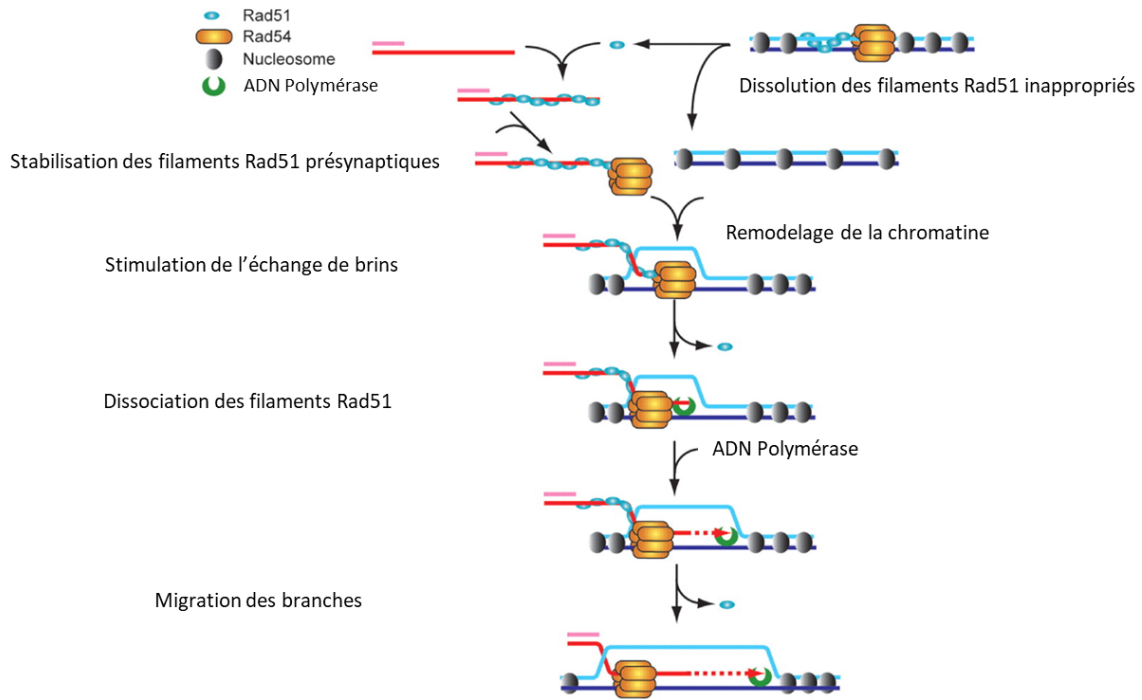 Rad51
Rad54
Nucleosome
ADN Polymérase
Dissolution des filaments Rad51 inappropriés
Stabilisation des filaments Rad51 présynaptiques
Remodelage de la chromatine
Stimulation de l’échange de brins
Dissociation des filaments Rad51
ADN Polymérase
Migration des branches